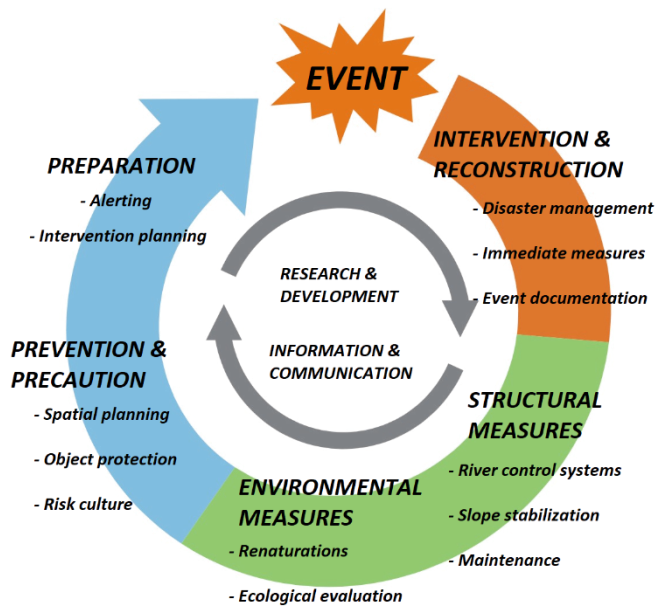 EVENT
INTERVENTION &
RECONSTRUCTION
- Disaster management
- Immediate measures
- Event documentation
STRUCTURAL
MEASURES
- River control systems
- Slope stabilization
- Maintenance
ENVIRONMENTAL
MEASURES
- Renaturations
- Ecological evaluation
PREVENTION &
PRECAUTION
- Spatial planning
- Object protection
- Risk culture
PREPARATION
- Alerting
- Intervention planning
RESEARCH &
DEVELOPMENT
INFORMATION &
COMMUNICATION